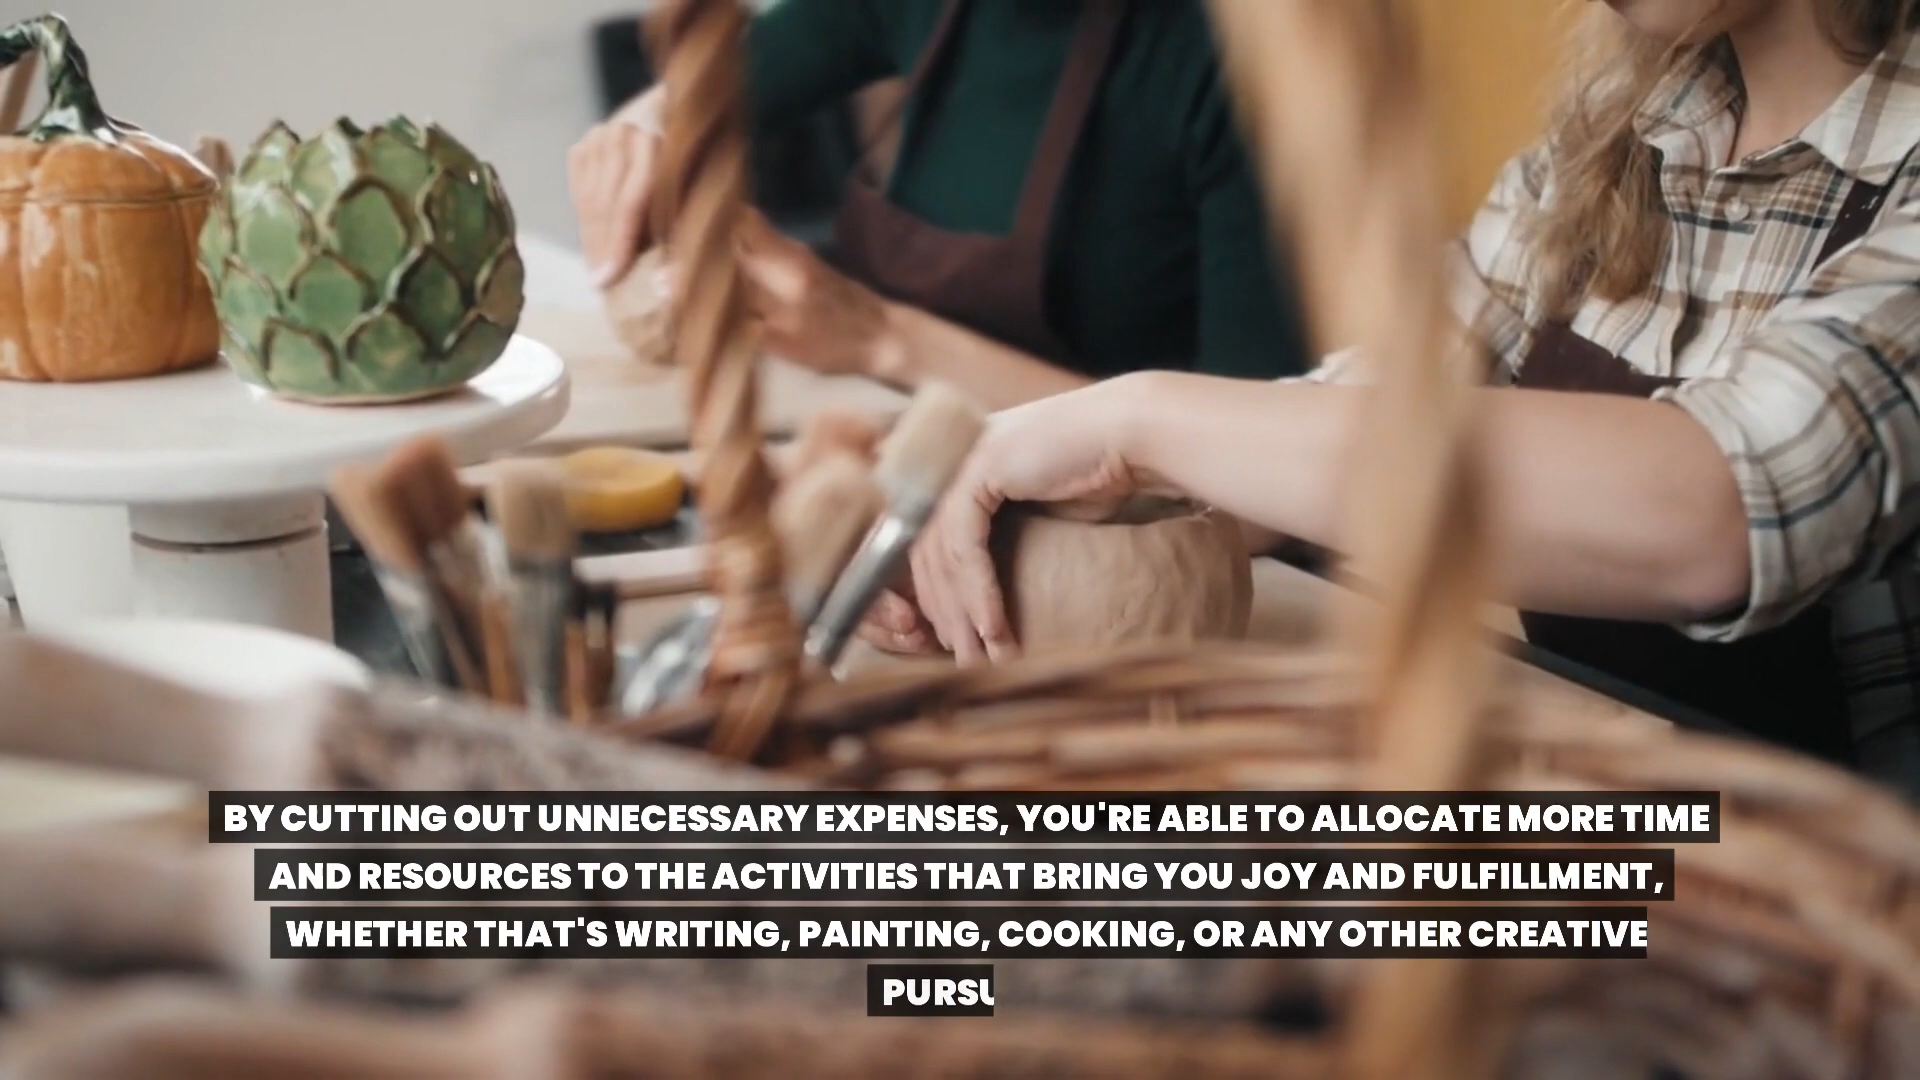 BY CUTTING OUT UNNECESSARY EXPENSES, YOU'RE ABLE TO ALLOCATE MORE TIME
AND RESOURCES TO THE ACTIVITIES THAT BRING YOU JOY AND FULFILLMENT,
WHETHER THAT'S WRITING, PAINTING, COOKING, OR ANY OTHER CREATIVE
PURSU